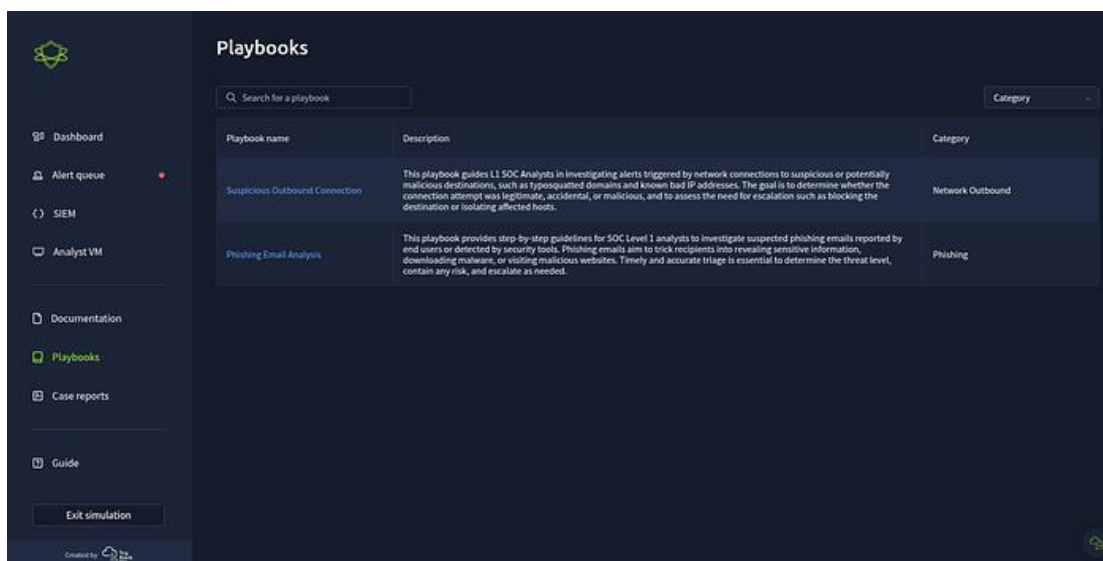 Playbooks
Search for a playbook
Category
Dashboard
Alert queue
SIEM
Analyst VM
Documentation
Playbooks
Case reports
Guide
Exit simulation
Created by
Playbook name
Description
Category
Suspicious Outbound Connection
This playbook guides L1 SOC Analysts in investigating alerts triggered by network connections to suspicious or potentially
malicious destinations, such as typosquatted domains and known bad IP addresses. The goal is to determine whether the
connection attempt was legitimate, accidental, or malicious, and to assess the need for escalation such as blocking the
destination or isolating affected hosts.
Network Outbound
Phishing Email Analysis
This playbook provides step-by-step guidelines for SOC Level 1 analysts to investigate suspected phishing emails reported by
end users or detected by security tools. Phishing emails aim to trick recipients into revealing sensitive information,
downloading malware, or visiting malicious websites. Timely and accurate triage is essential to determine the threat level,
contain any risk, and escalate as needed.
Phishing